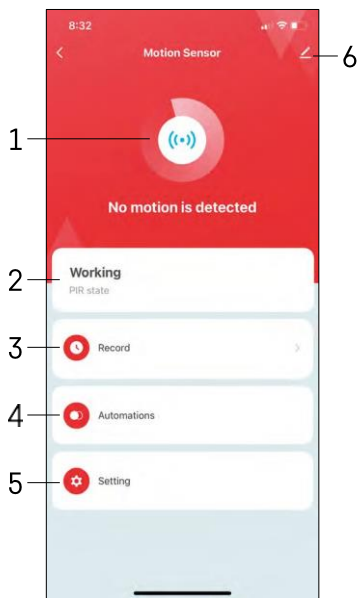 8:32
Motion Sensor
6
1
No motion is detected
2
Working
PIR state
3
Record
4
Automations
5
Setting